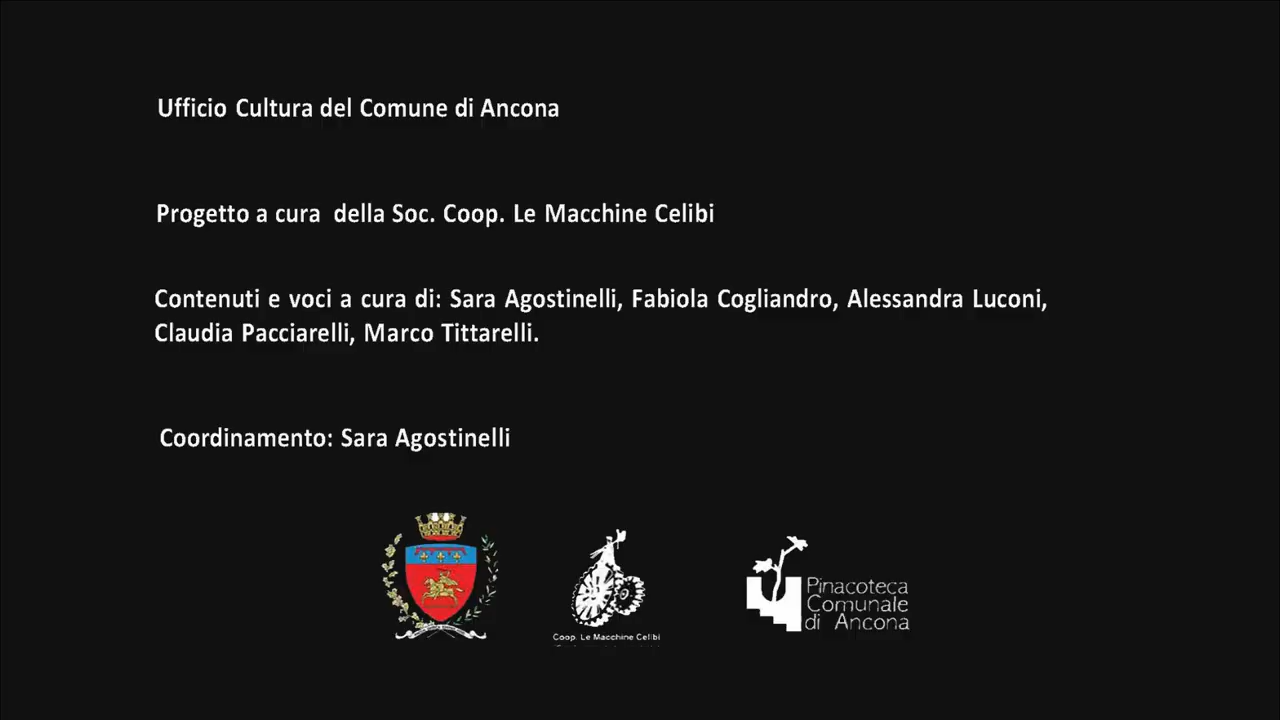 Ufficio Cultura del Comune di Ancona
Progetto a cura della Soc. Coop. Le Macchine Celibi
Contenuti e voci a cura di: Sara Agostinelli, Fabiola Cogliandro, Alessandra Luconi,
Claudia Pacciarelli, Marco Tittarelli.
Coordinamento: Sara Agostinelli
Coop. Le Macchine Celibi
Pinacoteca
Comunale
di Ancona